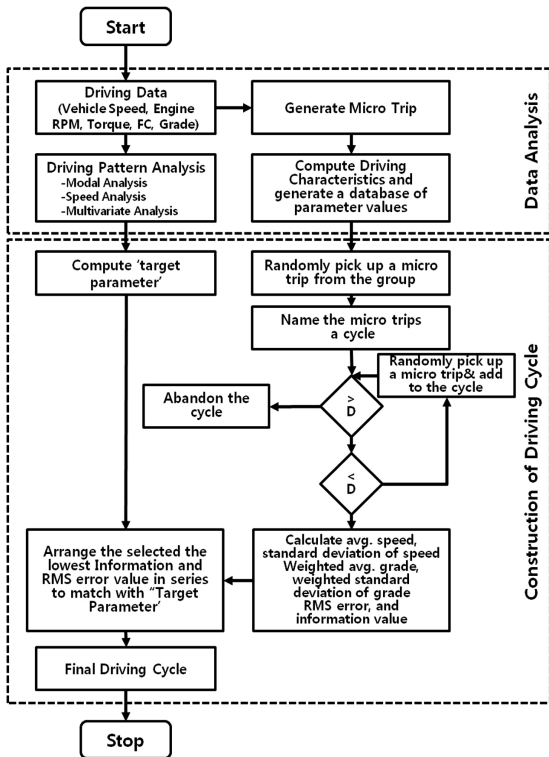 Start
Driving Data
(Vehicle Speed, Engine
RPM, Torque, FC, Grade)
Generate Micro Trip
Driving Pattern Analysis
-Modal Analysis
-Speed Analysis
-Multivariate Analysis
Compute Driving
Characteristics and
generate a database of
parameter values
Data Analysis
Compute ‘target
parameter’
Randomly pick up a micro
trip from the group
Name the micro trips
a cycle
Randomly pick up
a micro trip& add
to the cycle
Abandon the
cycle
>
D
<
D
Arrange the selected the
lowest Information and
RMS error value in series
to match with “Target
Parameter’
Calculate avg. speed,
standard deviation of speed
Weighted avg. grade,
weighted standard
deviation of grade
RMS error, and
information value
Construction of Driving Cycle
Final Driving Cycle
Stop